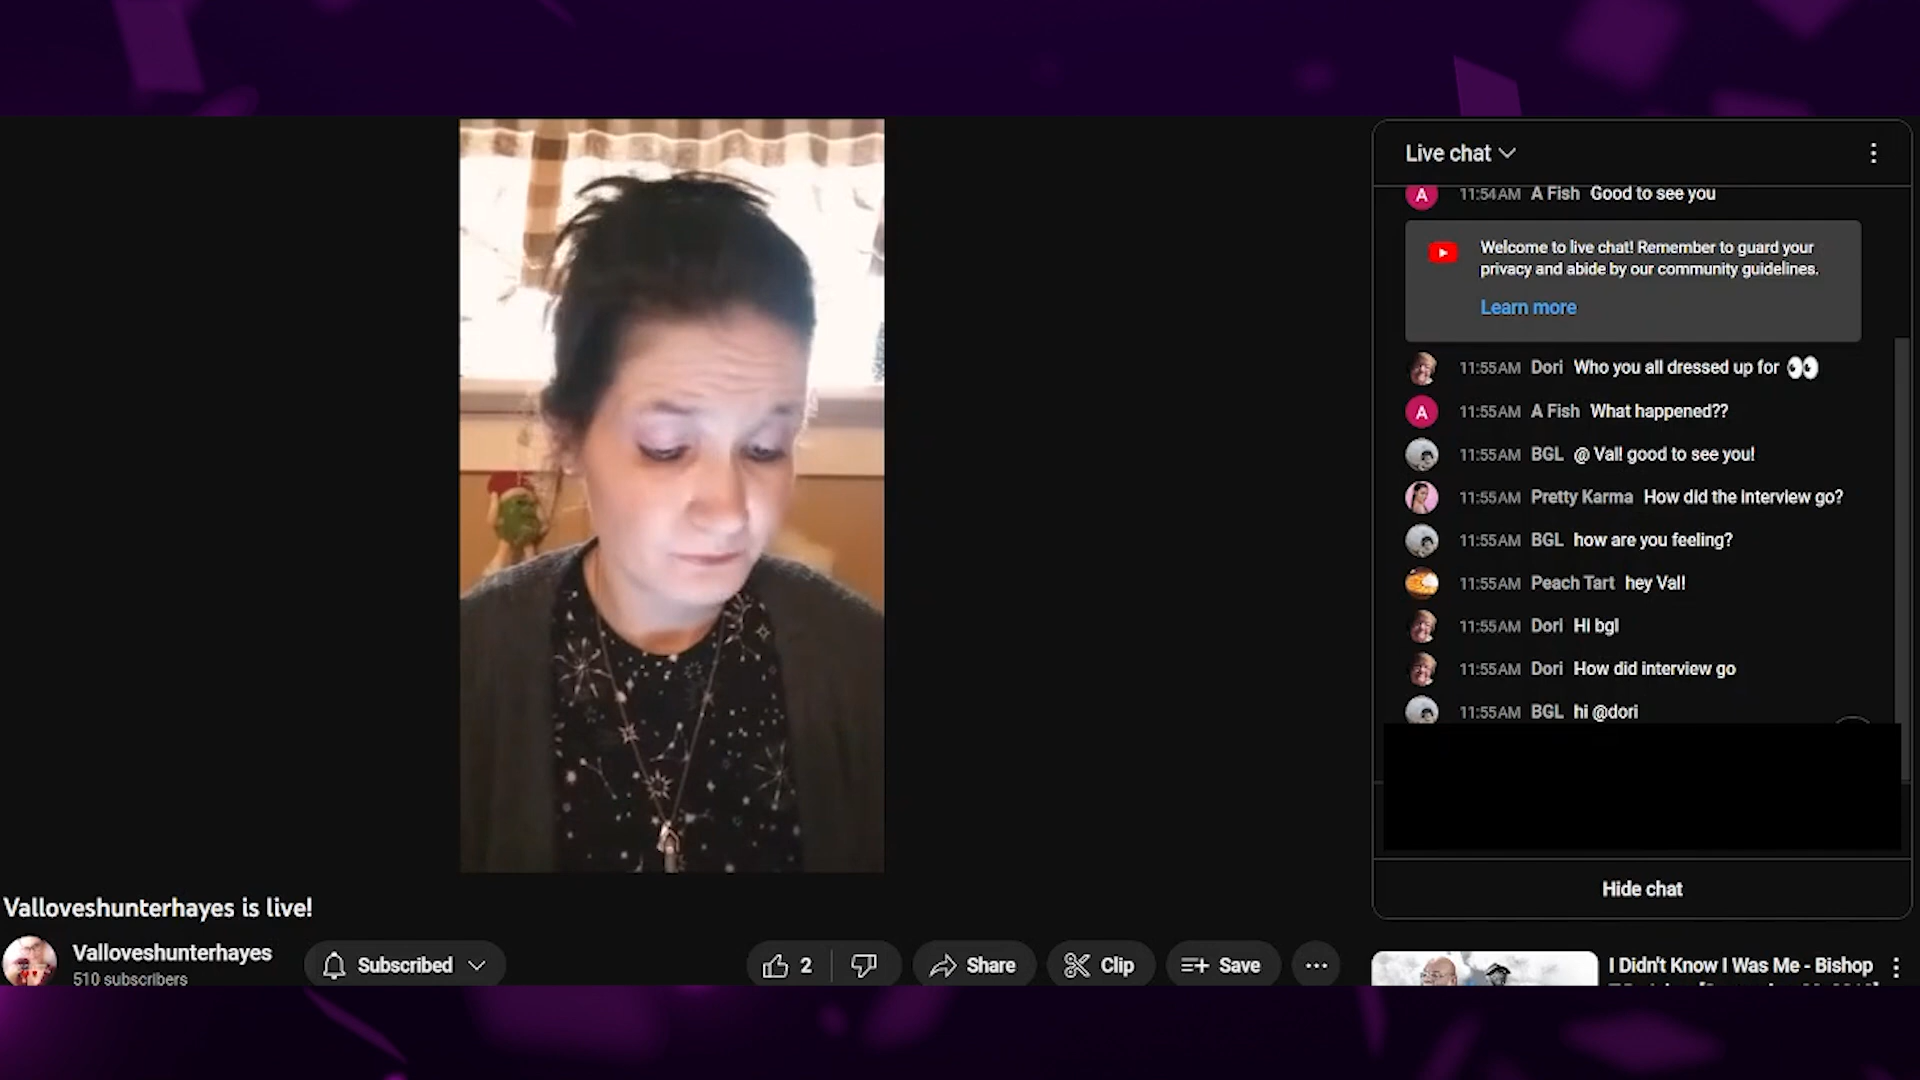 Live chat
11:54 AM A Fish Good to see you
Welcome to live chat! Remember to guard your
privacy and abide by our community guidelines.
Learn more
11:55 AM Dori Who you all dressed up for 👀
A
11:55 AM A Fish What happened??
11:55 AM BGL @ Val! good to see you!
11:55 AM Pretty Karma How did the interview go?
11:55 AM BGL how are you feeling?
11:55 AM Peach Tart hey Val!
11:55 AM Dori Hi bgl
11:55 AM Dori How did interview go
11:55 AM BGL hi @dori
Hide chat
Valloveshunterhayes is live!
Valloveshunterhayes
510 subscribers
Subscribed
2
Share
Clip
Save
I Didn't Know I Was Me - Bishop